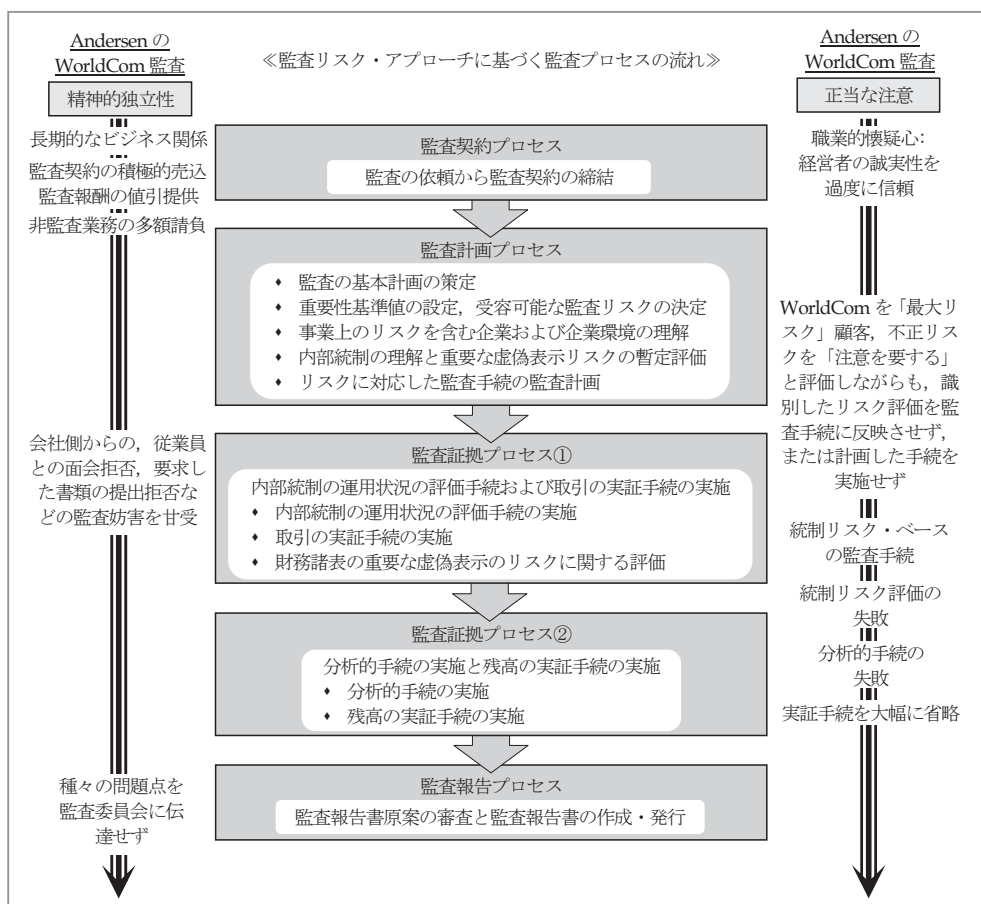 Andersen の
WorldCom 監査
精神的独立性
長期的なビジネス関係
監査契約の積極的売込
監査報酬の値引提供
非監査業務の多額請負
会社側からの，従業員
との面会拒否，要求し
た書類の提出拒否な
どの監査妨害を甘受
種々の問題点を
監査委員会に伝
達せず
≪監査リスク・アプローチに基づく監査プロセスの流れ≫
監査契約プロセス
監査の依頼から監査契約の締結
監査計画プロセス
♦ 監査の基本計画の策定
♦ 重要性基準値の設定，受容可能な監査リスクの決定
♦ 事業上のリスクを含む企業および企業環境の理解
♦ 内部統制の理解と重要な虚偽表示リスクの暫定評価
♦ リスクに対応した監査手続の監査計画
監査証拠プロセス①
内部統制の運用状況の評価手続および取引の実証手続の実施
♦ 内部統制の運用状況の評価手続の実施
♦ 取引の実証手続の実施
♦ 財務諸表の重要な虚偽表示のリスクに関する評価
監査証拠プロセス②
分析的手続の実施と残高の実証手続の実施
♦ 分析的手続の実施
♦ 残高の実証手続の実施
監査報告プロセス
監査報告書原案の審査と監査報告書の作成・発行
Andersen の
WorldCom 監査
正当な注意
職業的懐疑心:
経営者の誠実性を
過度に信頼
WorldCom を「最大リ
スク」顧客，不正リス
クを「注意を要する」
と評価しながらも，識
別したリスク評価を監
査手続に反映させず，
または計画した手続を
実施せず
統制リスク・ベース
の監査手続
統制リスク評価の
失敗
分析的手続の
失敗
実証手続を大幅に省略